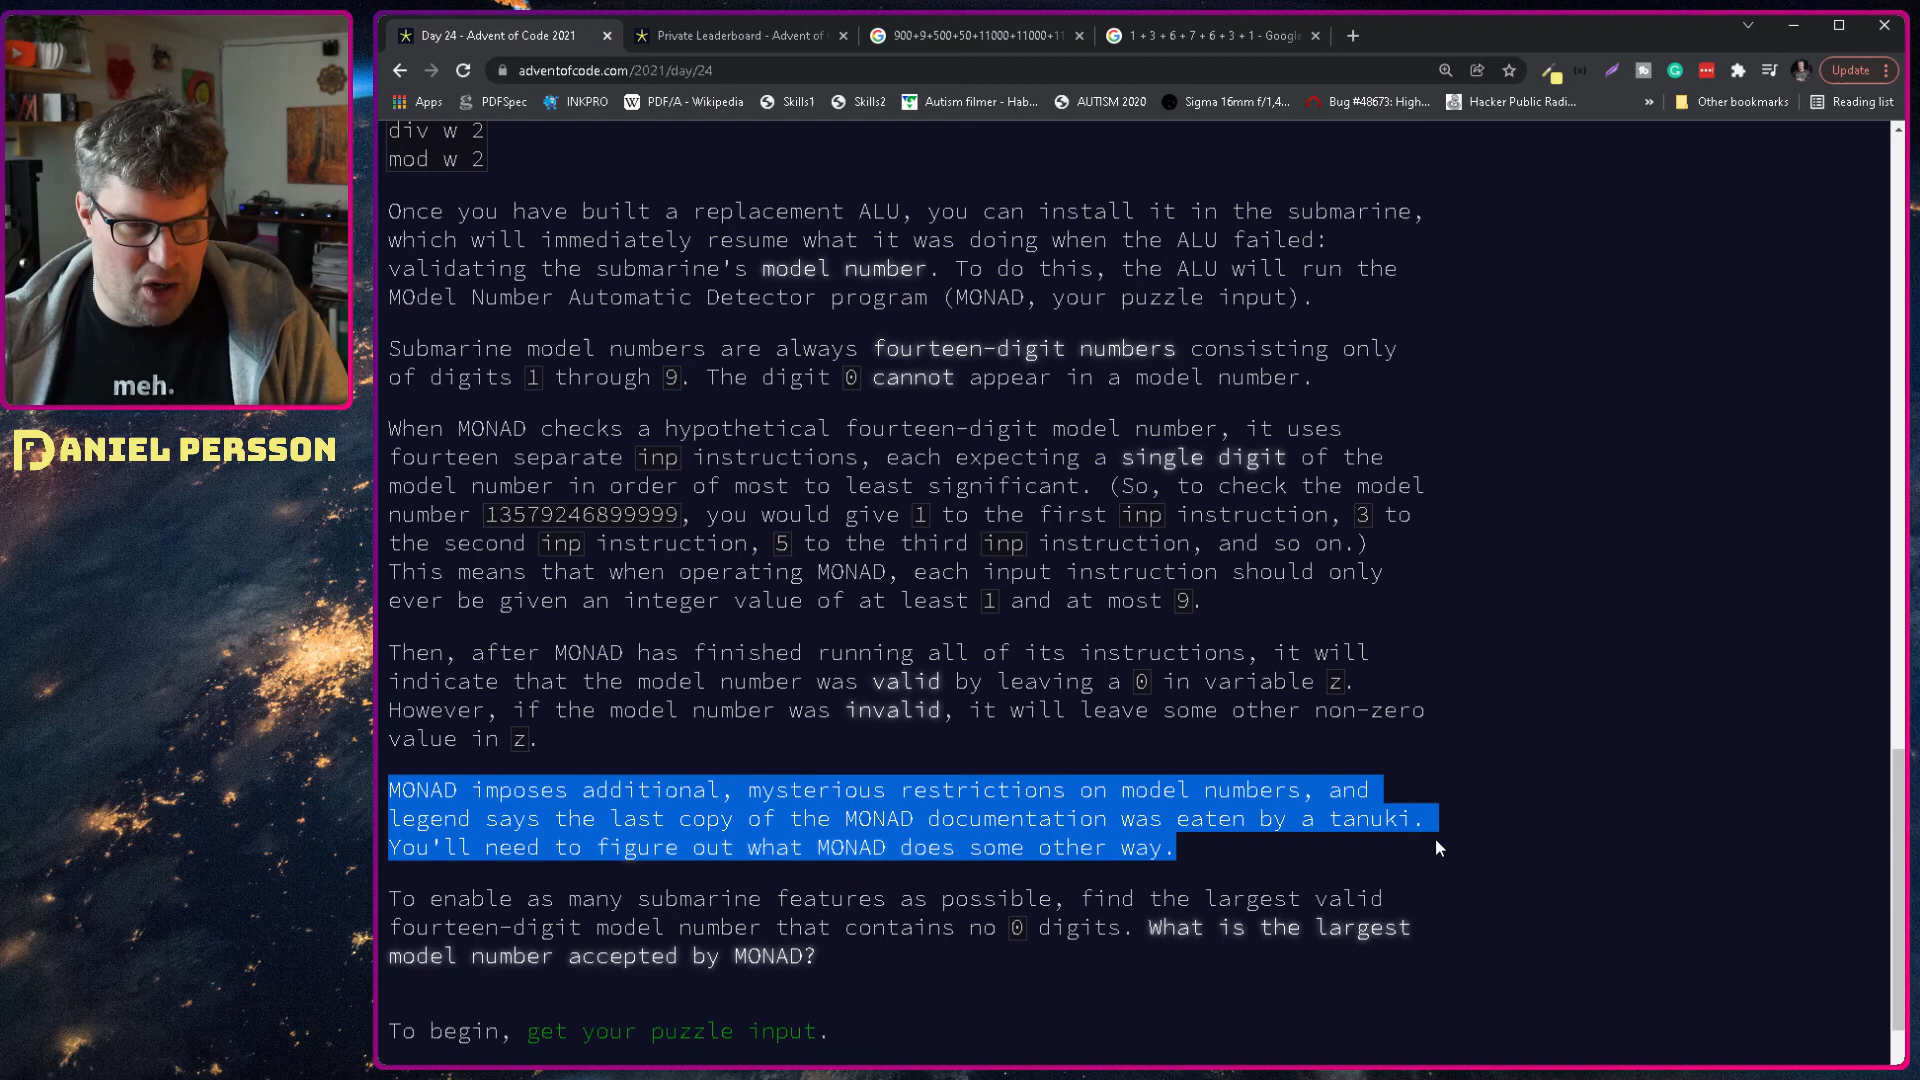 Day 24 - Advent of Code 2021
Private Leaderboard - Advent of
900+9+500+50+11000+11000+11
1 + 3 + 6 + 7 + 6 + 3 + 1 - Google
adventofcode.com/2021/day/24
Update
Apps
PDFSpec
INKPRO
PDF/A - Wikipedia
Skills1
Skills2
Autism filmer - Hab...
AUTISM 2020
Sigma 16mm f/1,4...
Bug #48673: High...
Hacker Public Radi...
»
Other bookmarks
Reading list
div w 2
mod w 2
Once you have built a replacement ALU, you can install it in the submarine,
which will immediately resume what it was doing when the ALU failed:
validating the submarine's model number. To do this, the ALU will run the
MOdel Number Automatic Detector program (MONAD, your puzzle input).
Submarine model numbers are always fourteen-digit numbers consisting only
of digits 1 through 9. The digit 0 cannot appear in a model number.
When MONAD checks a hypothetical fourteen-digit model number, it uses
fourteen separate inp instructions, each expecting a single digit of the
model number in order of most to least significant. (So, to check the model
number 13579246899999, you would give 1 to the first inp instruction, 3 to
the second inp instruction, 5 to the third inp instruction, and so on.)
This means that when operating MONAD, each input instruction should only
ever be given an integer value of at least 1 and at most 9.
Then, after MONAD has finished running all of its instructions, it will
indicate that the model number was valid by leaving a 0 in variable z.
However, if the model number was invalid, it will leave some other non-zero
value in z.
MONAD imposes additional, mysterious restrictions on model numbers, and
legend says the last copy of the MONAD documentation was eaten by a tanuki.
You'll need to figure out what MONAD does some other way.
To enable as many submarine features as possible, find the largest valid
fourteen-digit model number that contains no 0 digits. What is the largest
model number accepted by MONAD?
To begin, get your puzzle input.
meh.
DANIEL PERSSON